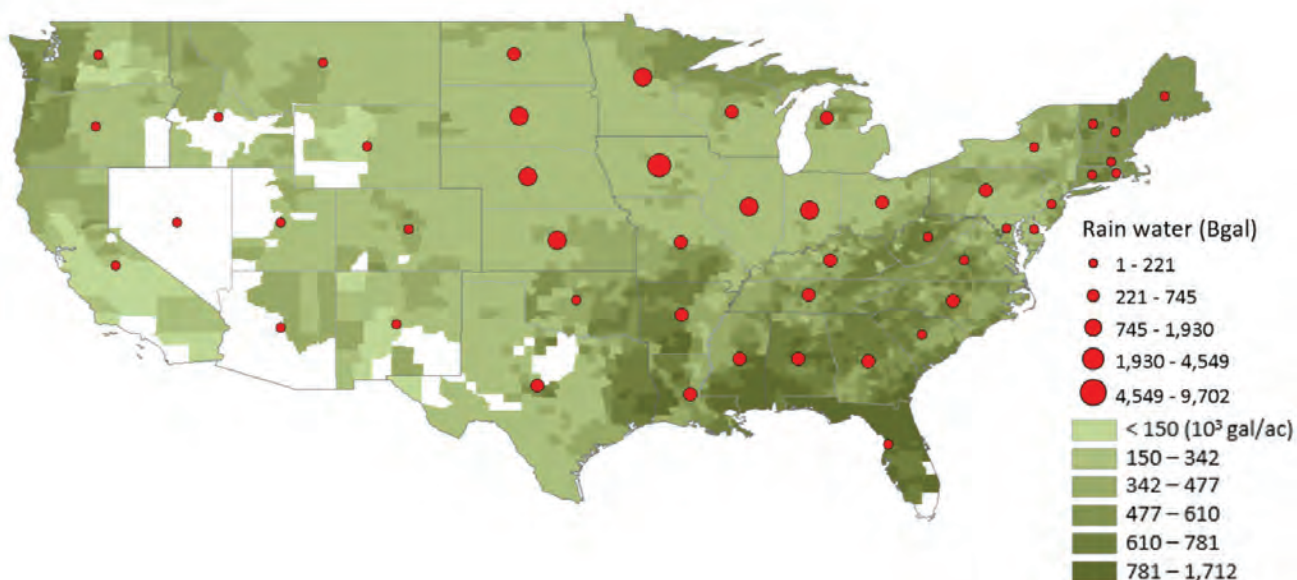 Rain water (Bgal)
1 - 221
221 - 745
745 - 1,930
1,930 - 4,549
4,549 - 9,702
< 150 (10³ gal/ac)
150 – 342
342 – 477
477 – 610
610 – 781
781 – 1,712